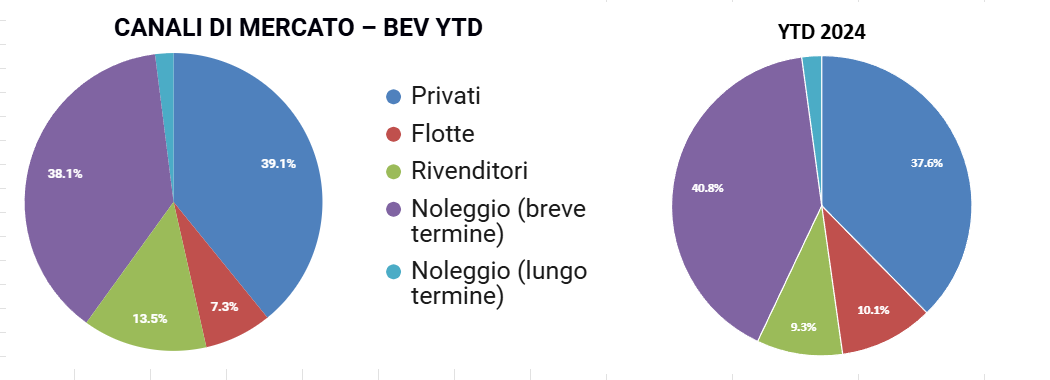 CANALI DI MERCATO – BEV YTD
39.1%
38.1%
7.3%
13.5%
Privati
Flotte
Rivenditori
Noleggio (breve
termine)
Noleggio (lungo
termine)
YTD 2024
37.6%
40.8%
10.1%
9.3%